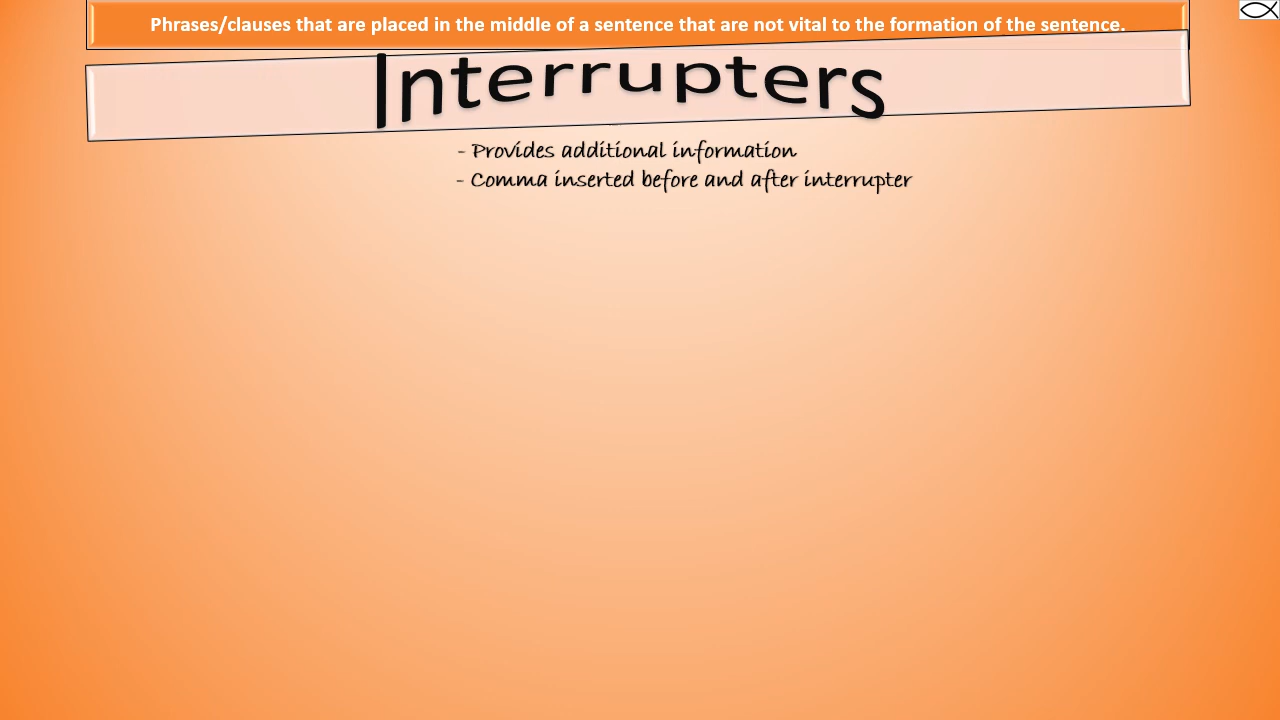 Phrases/clauses that are placed in the middle of a sentence that are not vital to the formation of the sentence.
Interrupters
- Provides additional information
- Comma inserted before and after interrupter